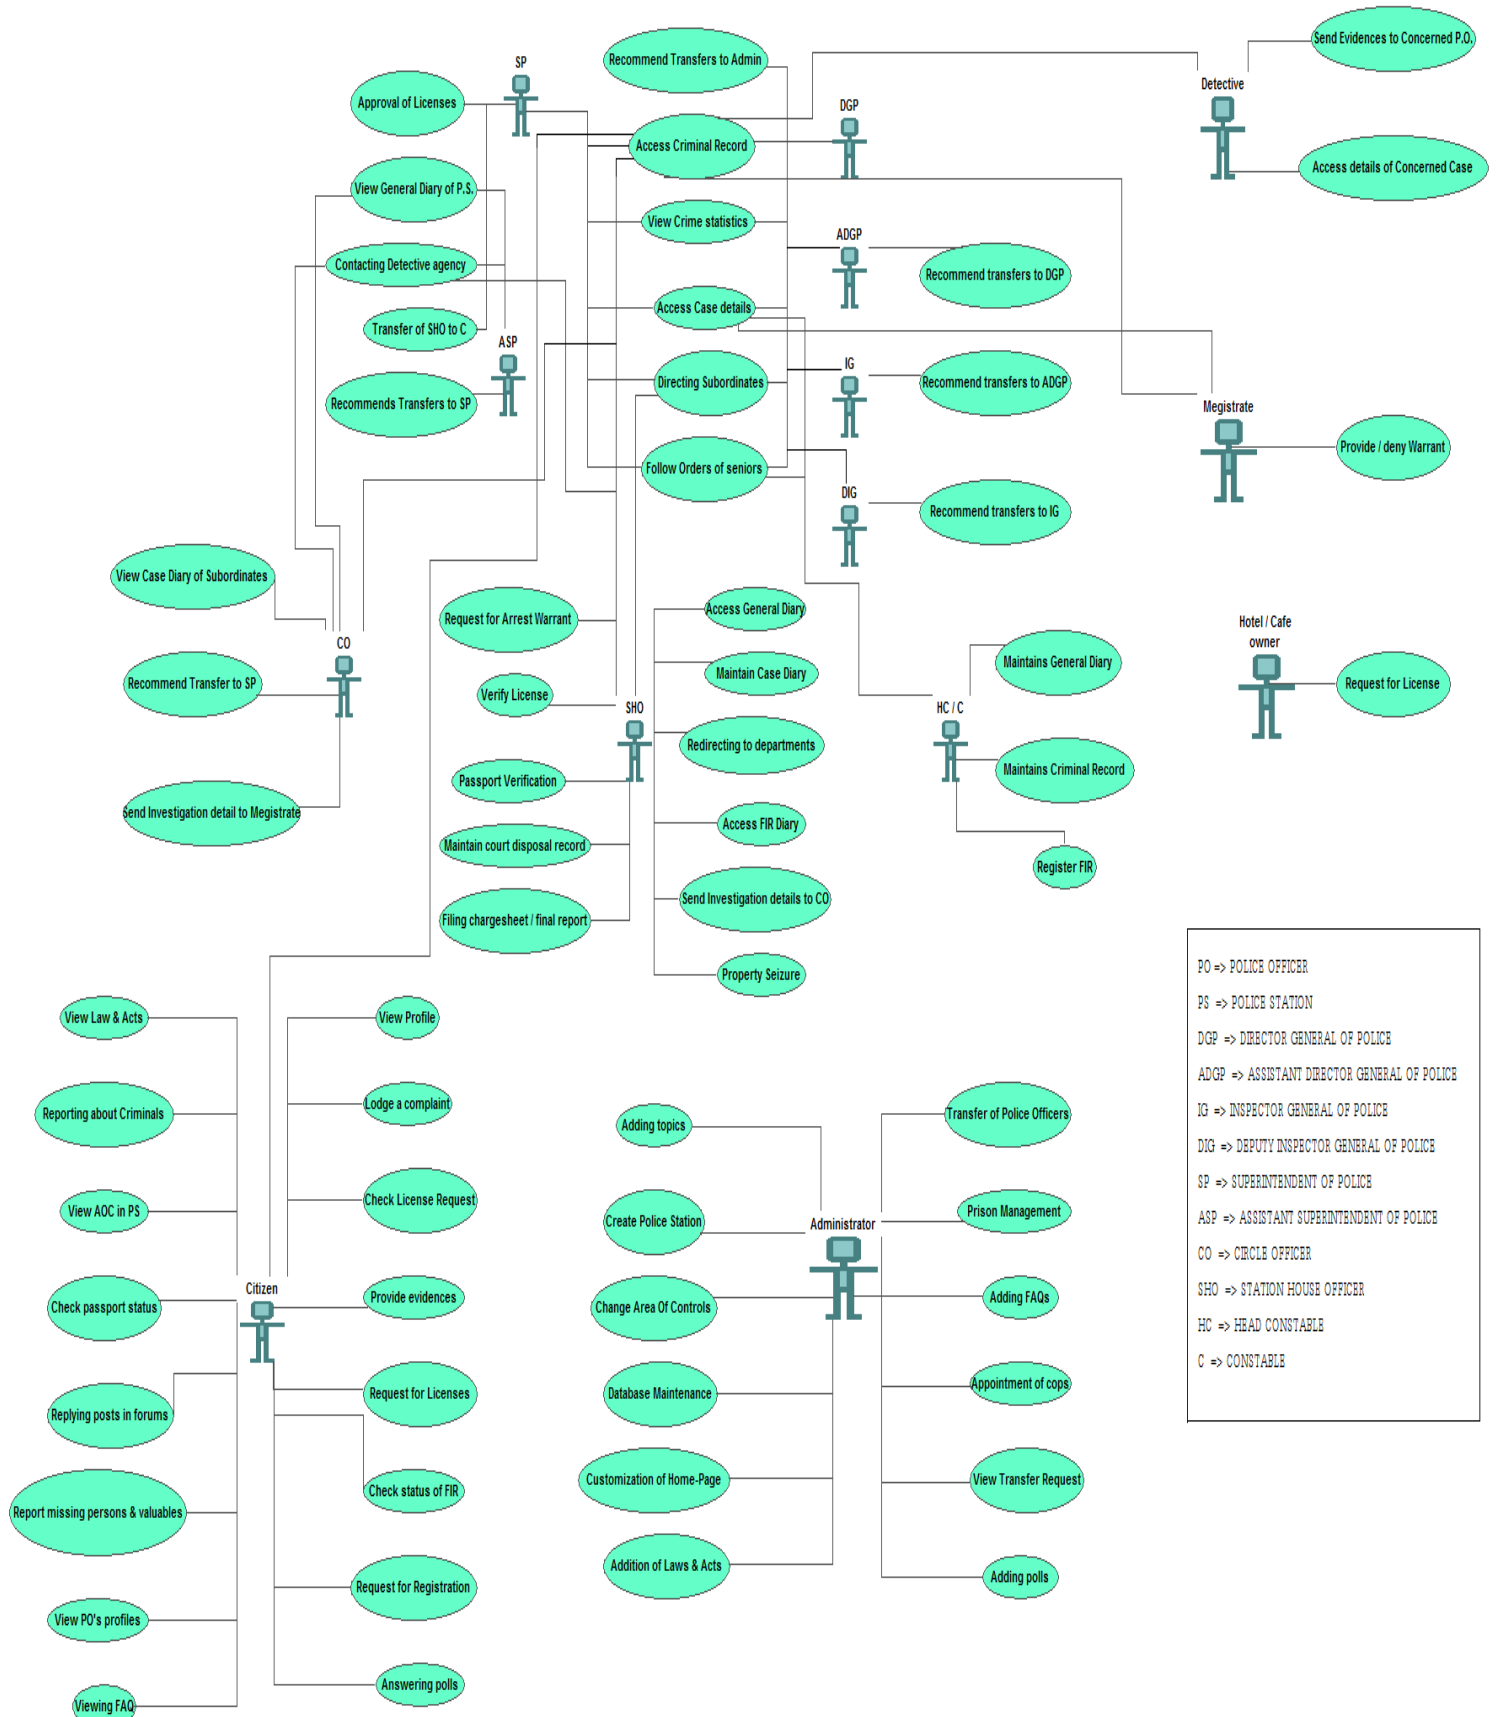 Send Evidences to Concerned P.O.
Recommend Transfers to Admin
SP
Detective
Approval of Licenses
DGP
Access Criminal Record
Access details of Concerned Case
View General Diary of P.S.
View Crime statistics
ADGP
Contacting Detective agency
Recommend transfers to DGP
Access Case details
Transfer of SHO to C
ASP
IG
Directing Subordinates
Recommend transfers to ADGP
Recommends Transfers to SP
Megistrate
Provide / deny Warrant
Follow Orders of seniors
DIG
Recommend transfers to IG
View Case Diary of Subordinates
Request for Arrest Warrant
Access General Diary
Hotel / Cafe
owner
CO
Maintains General Diary
Maintain Case Diary
Recommend Transfer to SP
Request for License
Verify License
SHO
HC / C
Redirecting to departments
Maintains Criminal Record
Passport Verification
Send Investigation detail to Megistrate
Access FIR Diary
Maintain court disposal record
Register FIR
Send Investigation details to CO
Filing chargesheet / final report
Property Seizure
PO => POLICE OFFICER
PS => POLICE STATION
DGP => DIRECTOR GENERAL OF POLICE
ADGP => ASSISTANT DIRECTOR GENERAL OF POLICE
IG => INSPECTOR GENERAL OF POLICE
DIG => DEPUTY INSPECTOR GENERAL OF POLICE
SP => SUPERINTENDENT OF POLICE
ASP => ASSISTANT SUPERINTENDENT OF POLICE
CO => CIRCLE OFFICER
SHO => STATION HOUSE OFFICER
HC => HEAD CONSTABLE
C => CONSTABLE
View Law & Acts
View Profile
Reporting about Criminals
Lodge a complaint
View AOC in PS
Check License Request
Citizen
Check passport status
Provide evidences
Replying posts in forums
Request for Licenses
Report missing persons & valuables
Check status of FIR
Request for Registration
View PO's profiles
Answering polls
Viewing FAQ
Adding topics
Transfer of Police Officers
Create Police Station
Administrator
Prison Management
Change Area Of Controls
Adding FAQs
Database Maintenance
Appointment of cops
Customization of Home-Page
View Transfer Request
Addition of Laws & Acts
Adding polls